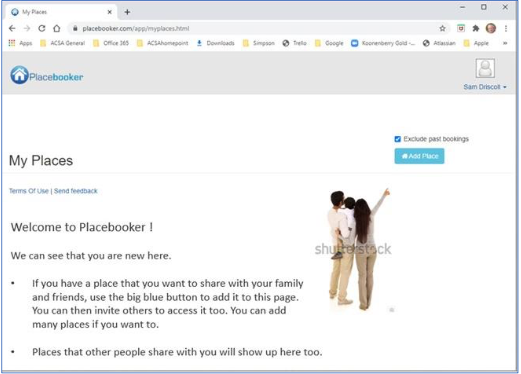 My Places
placebooker.com/app/myplaces.html
Apps ACSA General Office 365 ACSAhomepoint Downloads Simpson Trello Google Koonenberry Gold -... Atlassian Apple »
Placebooker
Sam Driscoll
Exclude past bookings
Add Place
My Places
Terms Of Use | Send feedback
Welcome to Placebooker !
We can see that you are new here.
• If you have a place that you want to share with your family
and friends, use the big blue button to add it to this page.
You can then invite others to access it too. You can add
many places if you want to.
• Places that other people share with you will show up here too.
shutterstock